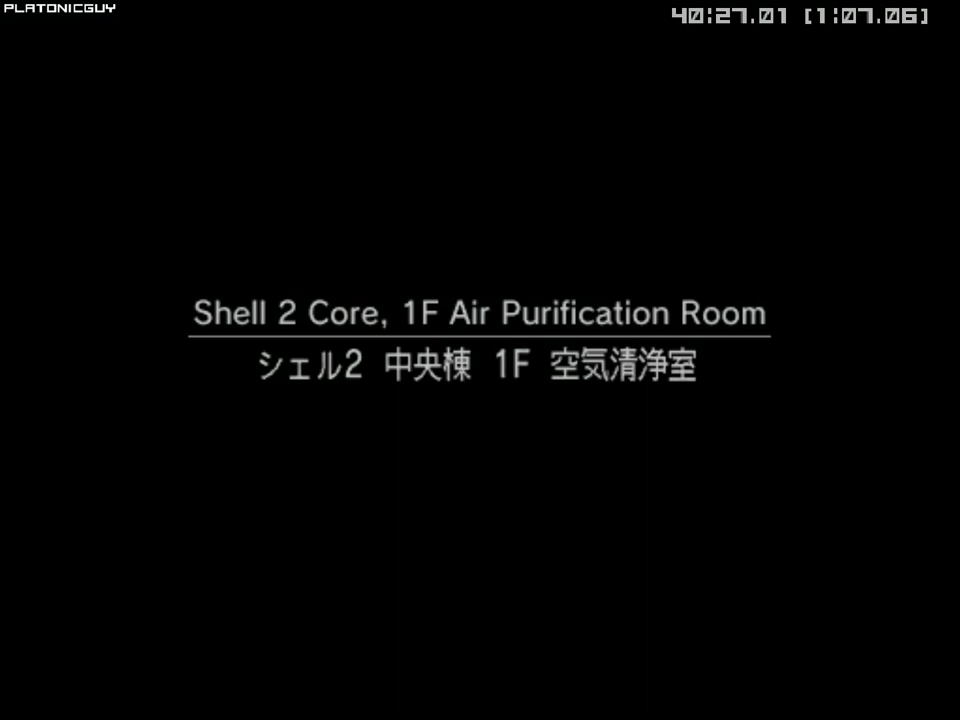 PLATONICGUY
40:27.01 [1:07.06]
Shell 2 Core, 1F Air Purification Room
シェル2 中央棟 1F 空気清浄室